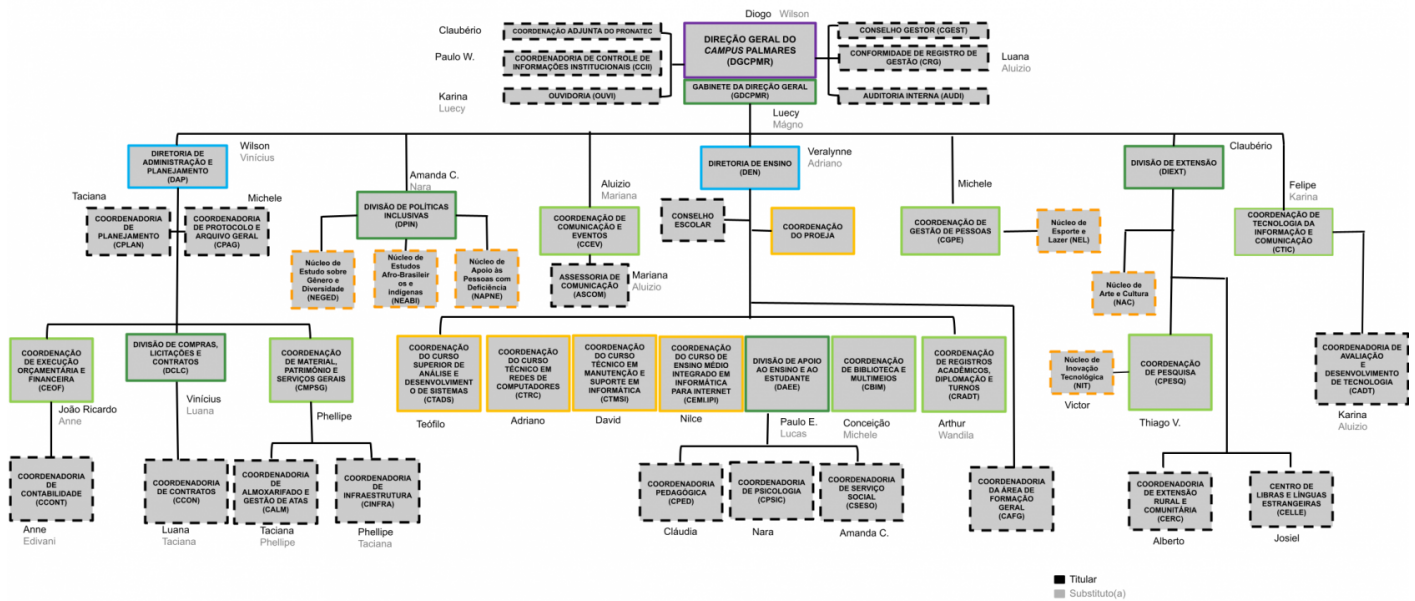 Diogo Wilson
Claubério
COORDENAÇÃO ADJUNTA DO PRONATEC
DIREÇÃO GERAL DO
CAMPUS PALMARES
(DGCPMR)
CONSELHO GESTOR (CGEST)
Paulo W.
COORDENADORIA DE CONTROLE DE
INFORMAÇÕES INSTITUCIONAIS (CCII)
CONFORMIDADE DE REGISTRO DE
GESTÃO (CRG)
Luana
Aluizio
Karina
Luecy
OUVIDORIA (OUVI)
GABINETE DA DIREÇÃO GERAL
(GDCPMR)
AUDITORIA INTERNA (AUDI)
Luecy
Mágno
DIRETORIA DE
ADMINISTRAÇÃO E
PLANEJAMENTO
(DAP)
Wilson
Vinícius
Taciana
COORDENADORIA
DE
PLANEJAMENTO
(CPLAN)
Michele
COORDENADORIA
DE PROTOCOLO E
ARQUIVO GERAL
(CPAG)
Amanda C.
Nara
DIVISÃO DE POLÍTICAS
INCLUSIVAS
(DPIN)
Núcleo de
Estudo sobre
Gênero e
Diversidade
(NEGED)
Núcleo de
Estudos
Afro-Brasileir
os e indígenas
(NEABI)
Núcleo de
Apoio às
Pessoas com
Deficiência
(NAPNE)
Aluizio
Mariana
COORDENAÇÃO DE
COMUNICAÇÃO E
EVENTOS
(CCEV)
ASSESSORIA DE
COMUNICAÇÃO
(ASCOM)
Mariana
Aluizio
DIRETORIA DE ENSINO
(DEN)
Veralynne
Adriano
CONSELHO
ESCOLAR
COORDENAÇÃO
DO PROEJA
Michele
COORDENAÇÃO DE
GESTÃO DE PESSOAS
(CGPE)
DIVISÃO DE EXTENSÃO
(DIEXT)
Claubério
Núcleo de
Esporte e
Lazer (NEL)
Núcleo de
Arte e Cultura
(NAC)
Felipe
Karina
COORDENAÇÃO DE
TECNOLOGIA DA
INFORMAÇÃO E
COMUNICAÇÃO
(CTIC)
COORDENAÇÃO
DE EXECUÇÃO
ORÇAMENTÁRIA E
FINANCEIRA
(CEOF)
João Ricardo
Anne
DIVISÃO DE COMPRAS,
LICITAÇÕES E
CONTRATOS
(DCLC)
Vinícius
Luana
COORDENAÇÃO
DE MATERIAL,
PATRIMÔNIO E
SERVIÇOS GERAIS
(CMPSG)
Phellipe
COORDENAÇÃO
DO CURSO
SUPERIOR DE
ANÁLISE E
DESENVOLVIMENT
O DE SISTEMAS
(CTADS)
Teófilo
COORDENAÇÃO
DO CURSO
TÉCNICO EM
REDES DE
COMPUTADORES
(CTRC)
Adriano
COORDENAÇÃO
DO CURSO
TÉCNICO EM
MANUTENÇÃO E
SUPORTE EM
INFORMÁTICA
(CTMSI)
David
COORDENAÇÃO
DO CURSO DE
ENSINO MÉDIO
INTEGRADO EM
INFORMÁTICA
PARA INTERNET
(CEMI.IPI)
Nilce
DIVISÃO DE APOIO
AO ENSINO E AO
ESTUDANTE
(DAEE)
Paulo E.
Lucas
COORDENAÇÃO
DE BIBLIOTECA E
MULTIMEIOS
(CBIM)
Conceição
Michele
COORDENAÇÃO
DE REGISTROS
ACADÊMICOS,
DIPLOMAÇÃO E
TURNOS
(CRADT)
Arthur
Wandila
Núcleo de
Inovação
Tecnológica
(NIT)
Victor
COORDENAÇÃO
DE PESQUISA
(CPESQ)
Thiago V.
COORDENADORIA
DE AVALIAÇÃO
E
DESENVOLVIMENTO
DE TECNOLOGIA
(CADT)
Karina
Aluizio
COORDENADORIA
DE
CONTABILIDADE
(CCONT)
Anne
Edivani
COORDENADORIA
DE CONTRATOS
(CCON)
Luana
Taciana
COORDENADORIA
DE
ALMOXARIFADO E
GESTÃO DE ATAS
(CALM)
Taciana
Phellipe
COORDENADORIA
DE
INFRAESTRUTURA
(CINFRA)
Phellipe
Taciana
COORDENADORIA
PEDAGÓGICA
(CPED)
Cláudia
COORDENADORIA
DE PSICOLOGIA
(CPSIC)
Nara
COORDENADORIA
DE SERVIÇO
SOCIAL
(CSESO)
Amanda C.
COORDENADORIA
DA ÁREA DE
FORMAÇÃO
GERAL
(CAFG)
COORDENADORIA
DE EXTENSÃO
RURAL E
COMUNITÁRIA
(CERC)
Alberto
CENTRO DE
LIBRAS E LÍNGUAS
ESTRANGEIRAS
(CELLE)
Josiel
Titular
Substituto(a)